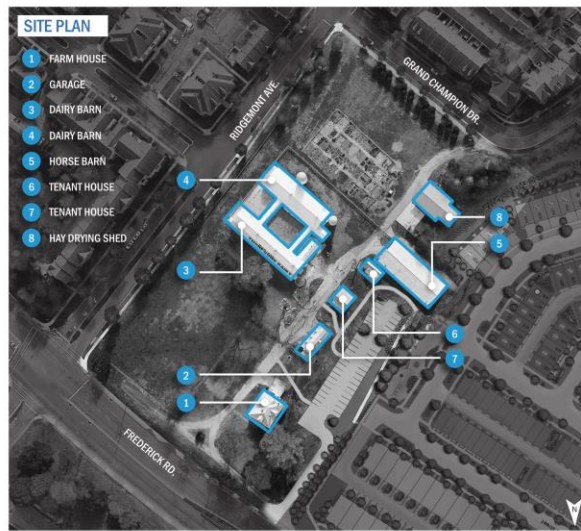 SITE PLAN
1 FARM HOUSE
2 GARAGE
3 DAIRY BARN
4 DAIRY BARN
5 HORSE BARN
6 TENANT HOUSE
7 TENANT HOUSE
8 HAY DRYING SHED
RIDGEMONT AVE.
GRAND CHAMPION DR.
4
8
3
5
6
7
2
1
FREDERICK RD.
N